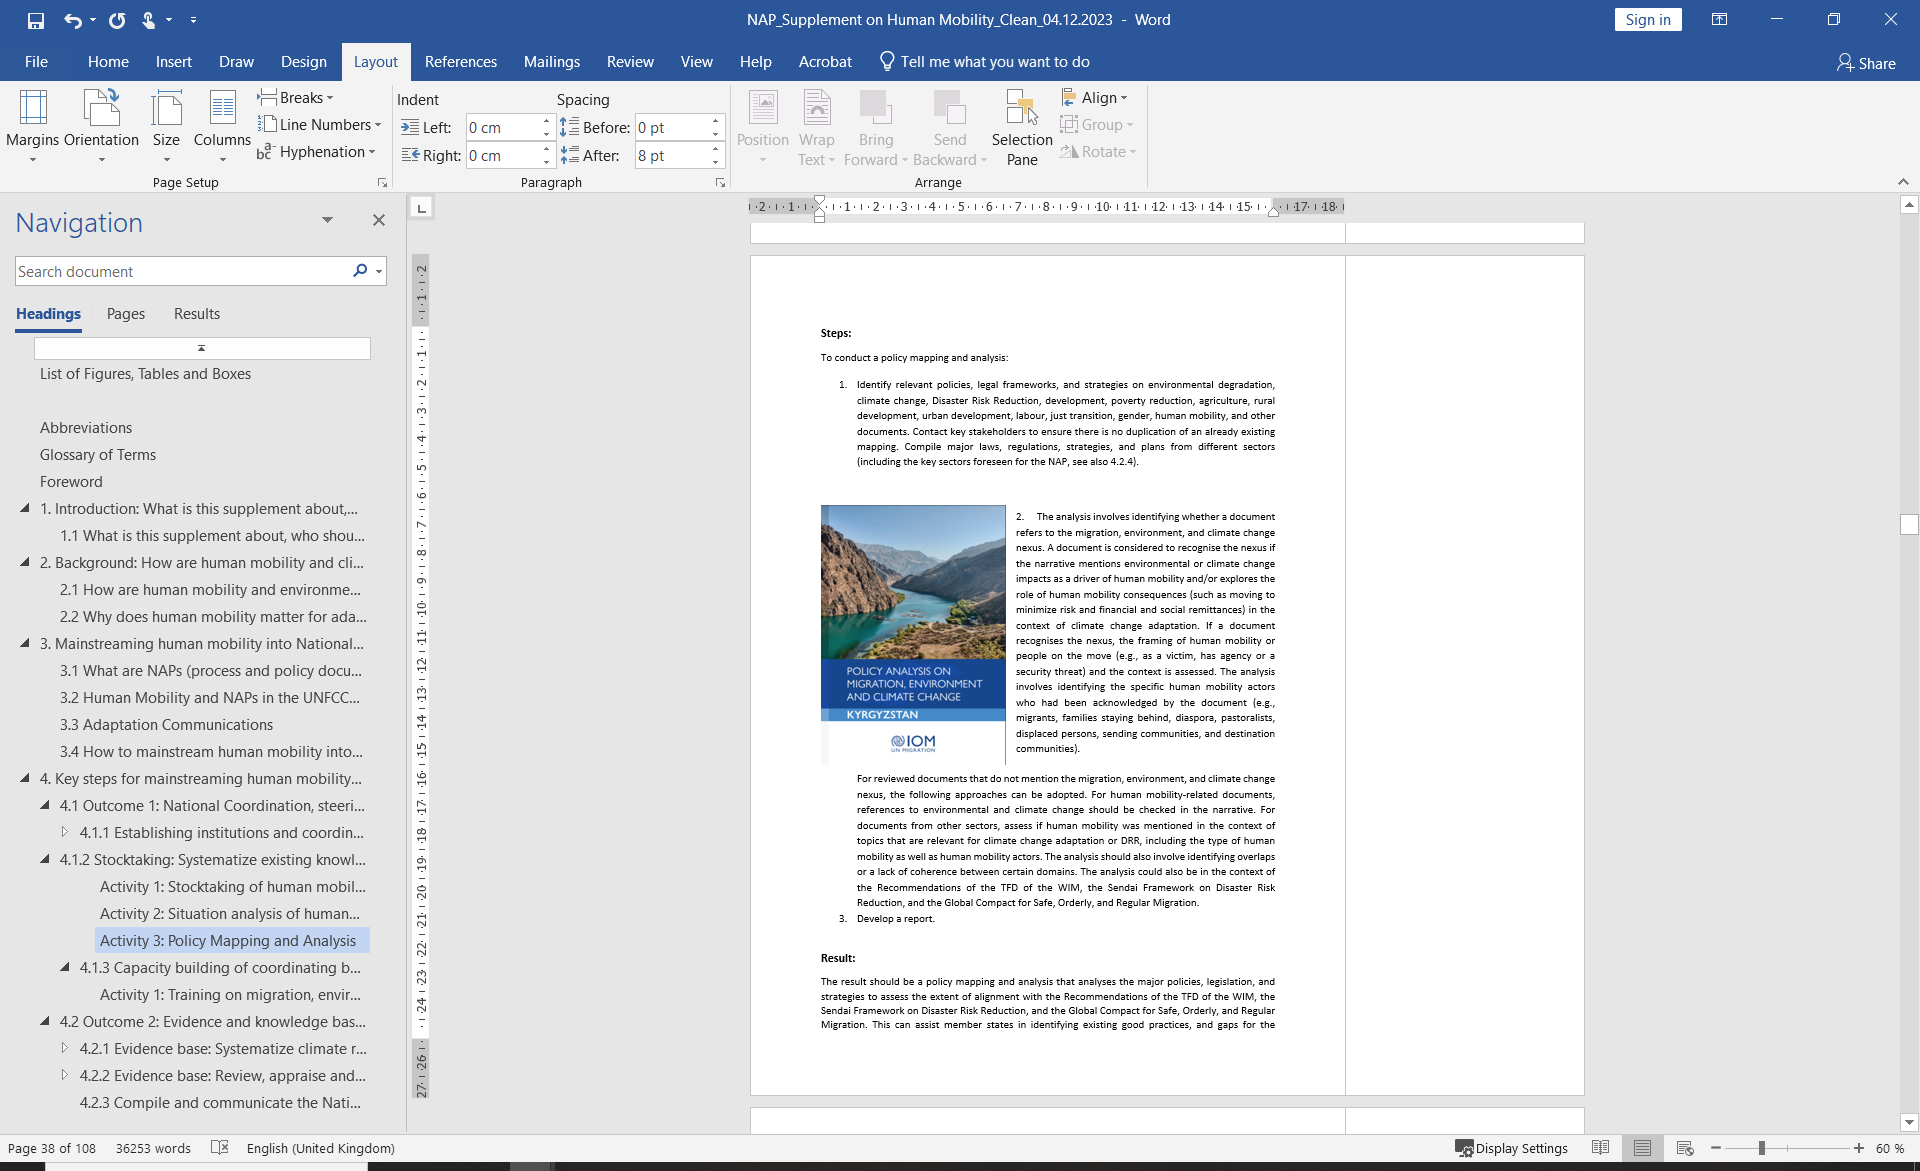 NAP_Supplement on Human Mobility_Clean_04.12.2023 - Word
Sign in
File
Home
Insert
Draw
Design
Layout
References
Mailings
Review
View
Help
Acrobat
Tell me what you want to do
Share
Margins
Orientation
Size
Columns
Breaks
Line Numbers
Hyphenation
Page Setup
Indent
Left: 0 cm
Right: 0 cm
Spacing
Before: 0 pt
After: 8 pt
Paragraph
Position
Wrap Text
Bring Forward
Send Backward
Selection Pane
Align
Group
Rotate
Arrange
Navigation
Search document
Headings
Pages
Results
List of Figures, Tables and Boxes
Abbreviations
Glossary of Terms
Foreword
1. Introduction: What is this supplement about,...
1.1 What is this supplement about, who shou...
2. Background: How are human mobility and cli...
2.1 How are human mobility and environme...
2.2 Why does human mobility matter for ada...
3. Mainstreaming human mobility into National...
3.1 What are NAPs (process and policy docu...
3.2 Human Mobility and NAPs in the UNFCC...
3.3 Adaptation Communications
3.4 How to mainstream human mobility into...
4. Key steps for mainstreaming human mobility...
4.1 Outcome 1: National Coordination, steeri...
4.1.1 Establishing institutions and coordin...
4.1.2 Stocktaking: Systematize existing knowl...
Activity 1: Stocktaking of human mobil...
Activity 2: Situation analysis of human...
Activity 3: Policy Mapping and Analysis
4.1.3 Capacity building of coordinating b...
Activity 1: Training on migration, envir...
4.2 Outcome 2: Evidence and knowledge bas...
4.2.1 Evidence base: Systematize climate r...
4.2.2 Evidence base: Review, appraise and...
4.2.3 Compile and communicate the Nati...
Steps:
To conduct a policy mapping and analysis:
1. Identify relevant policies, legal frameworks, and strategies on environmental degradation,
climate change, Disaster Risk Reduction, development, poverty reduction, agriculture, rural
development, urban development, labour, just transition, gender, human mobility, and other
documents. Contact key stakeholders to ensure there is no duplication of an already existing
mapping. Compile major laws, regulations, strategies, and plans from different sectors
(including the key sectors foreseen for the NAP, see also 4.2.4).
POLICY ANALYSIS ON
MIGRATION, ENVIRONMENT
AND CLIMATE CHANGE
KYRGYZSTAN
IOM
UN MIGRATION
2. The analysis involves identifying whether a document
refers to the migration, environment, and climate change
nexus. A document is considered to recognise the nexus if
the narrative mentions environmental or climate change
impacts as a driver of human mobility and/or explores the
role of human mobility consequences (such as moving to
minimize risk and financial and social remittances) in the
context of climate change adaptation. If a document
recognises the nexus, the framing of human mobility or
people on the move (e.g., as a victim, has agency or a
security threat) and the context is assessed. The analysis
involves identifying the specific human mobility actors
who had been acknowledged by the document (e.g.,
migrants, families staying behind, diaspora, pastoralists,
displaced persons, sending communities, and destination
communities).
For reviewed documents that do not mention the migration, environment, and climate change
nexus, the following approaches can be adopted. For human mobility-related documents,
references to environmental and climate change should be checked in the narrative. For
documents from other sectors, assess if human mobility was mentioned in the context of
topics that are relevant for climate change adaptation or DRR, including the type of human
mobility as well as human mobility actors. The analysis should also involve identifying overlaps
or a lack of coherence between certain domains. The analysis could also be in the context of
the Recommendations of the TFD of the WIM, the Sendai Framework on Disaster Risk
Reduction, and the Global Compact for Safe, Orderly, and Regular Migration.
3. Develop a report.
Result:
The result should be a policy mapping and analysis that analyses the major policies, legislation, and
strategies to assess the extent of alignment with the Recommendations of the TFD of the WIM, the
Sendai Framework on Disaster Risk Reduction, and the Global Compact for Safe, Orderly, and Regular
Migration. This can assist member states in identifying existing good practices, and gaps for the
Page 38 of 108
36253 words
English (United Kingdom)
Display Settings
60 %